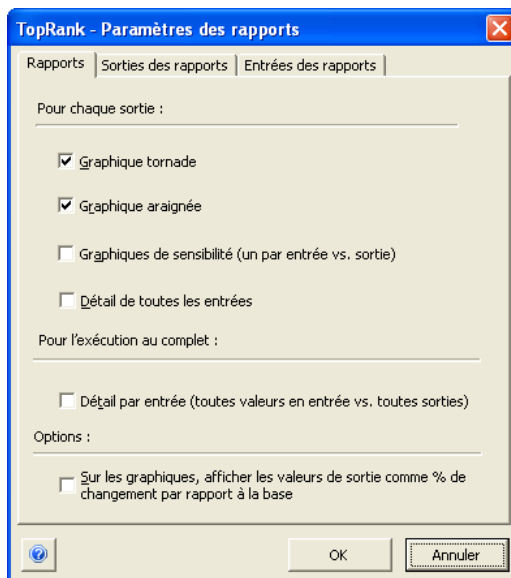 TopRank - Paramètres des rapports
Rapports
Sorties des rapports
Entrées des rapports
Pour chaque sortie :
Graphique tornade
Graphique araignée
Graphiques de sensibilité (un par entrée vs. sortie)
Détail de toutes les entrées
Pour l'exécution au complet :
Détail par entrée (toutes valeurs en entrée vs. toutes sorties)
Options :
Sur les graphiques, afficher les valeurs de sortie comme % de
changement par rapport à la base
OK
Annuler